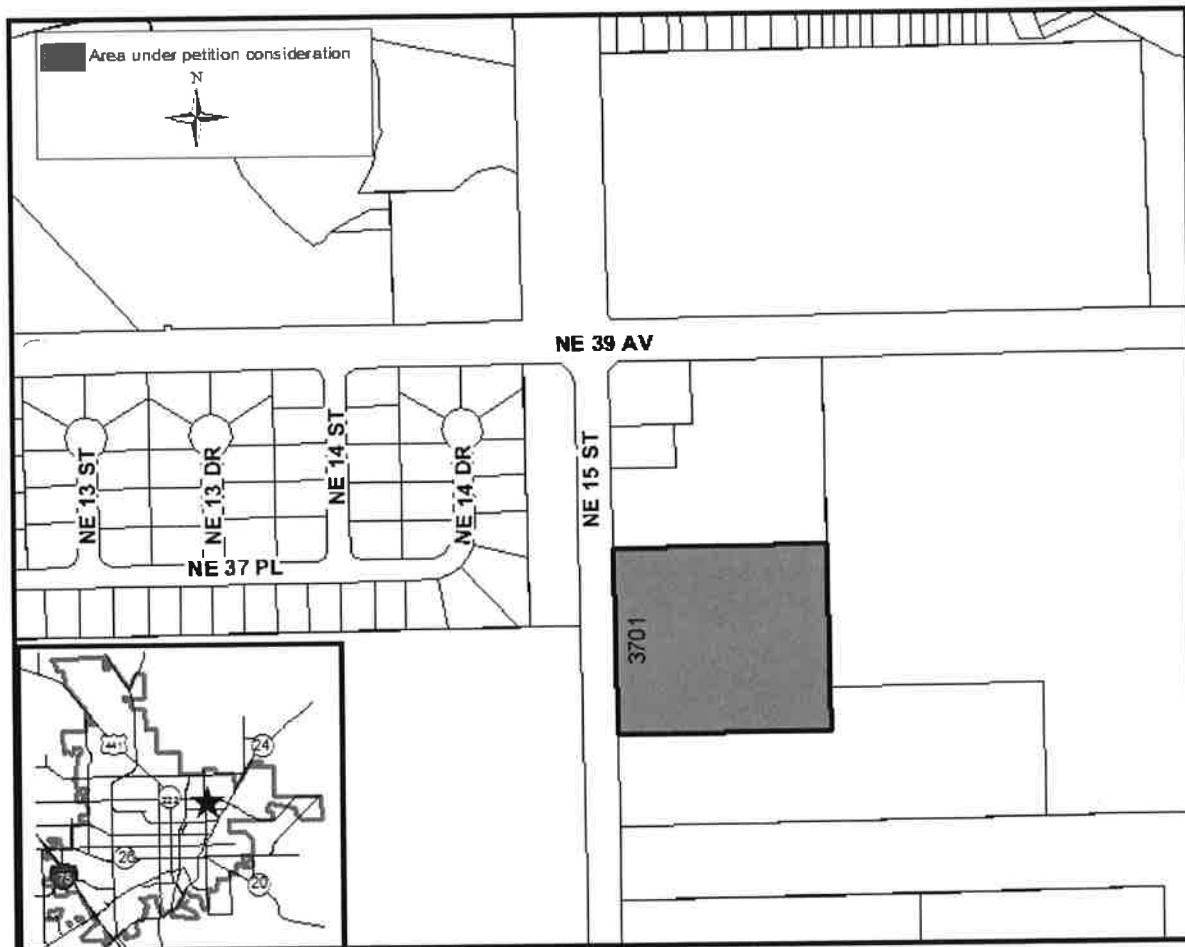 Area under petition consideration
N
NE 39 AV
NE 13 ST
NE 13 DR
NE 14 ST
NE 14 DR
NE 15 ST
NE 37 PL
3701
441
24
222
26
75
20